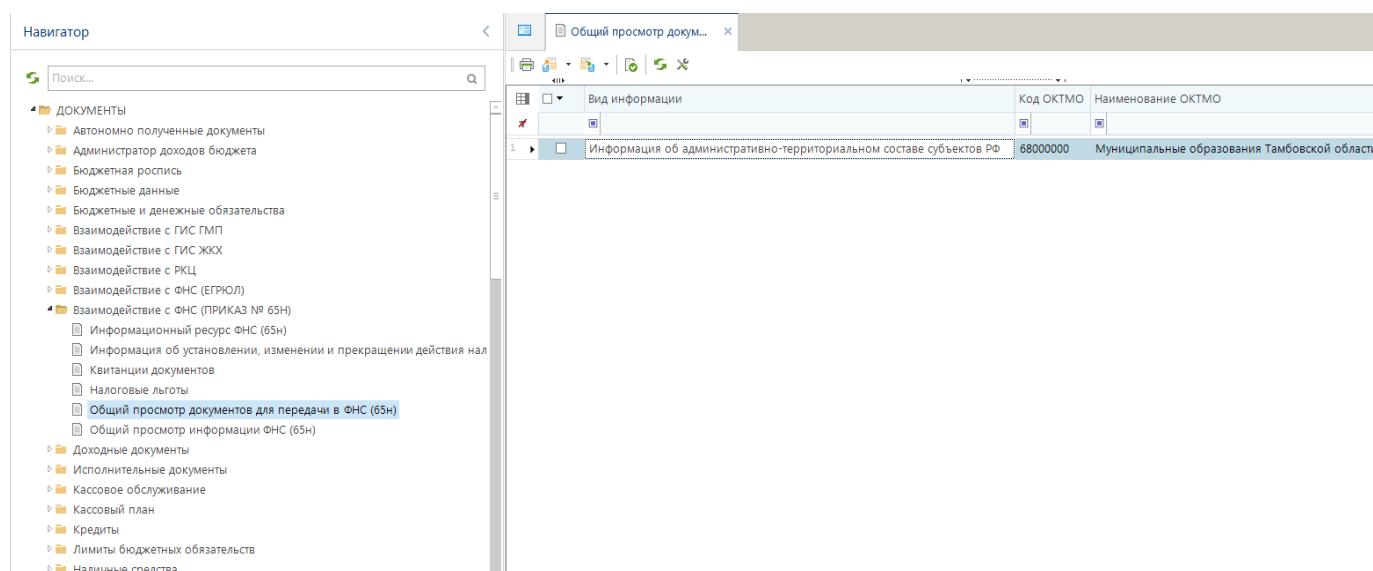 Навигатор
Общий просмотр докум...
Поиск...
Вид информации
Код ОКТМО
Наименование ОКТМО
ДОКУМЕНТЫ
Автономно полученные документы
1
Информация об административно-территориальном составе субъектов РФ
68000000
Муниципальные образования Тамбовской област
Администратор доходов бюджета
Бюджетная роспись
Бюджетные данные
Бюджетные и денежные обязательства
Взаимодействие с ГИС ГМП
Взаимодействие с ГИС ЖКХ
Взаимодействие с РКЦ
Взаимодействие с ФНС (ЕГРЮЛ)
Взаимодействие с ФНС (ПРИКАЗ № 65Н)
Информационный ресурс ФНС (65н)
Информация об установлении, изменении и прекращении действия нал
Квитанции документов
Налоговые льготы
Общий просмотр документов для передачи в ФНС (65н)
Общий просмотр информации ФНС (65н)
Доходные документы
Исполнительные документы
Кассовое обслуживание
Кассовый план
Кредиты
Лимиты бюджетных обязательств
Наличные средства